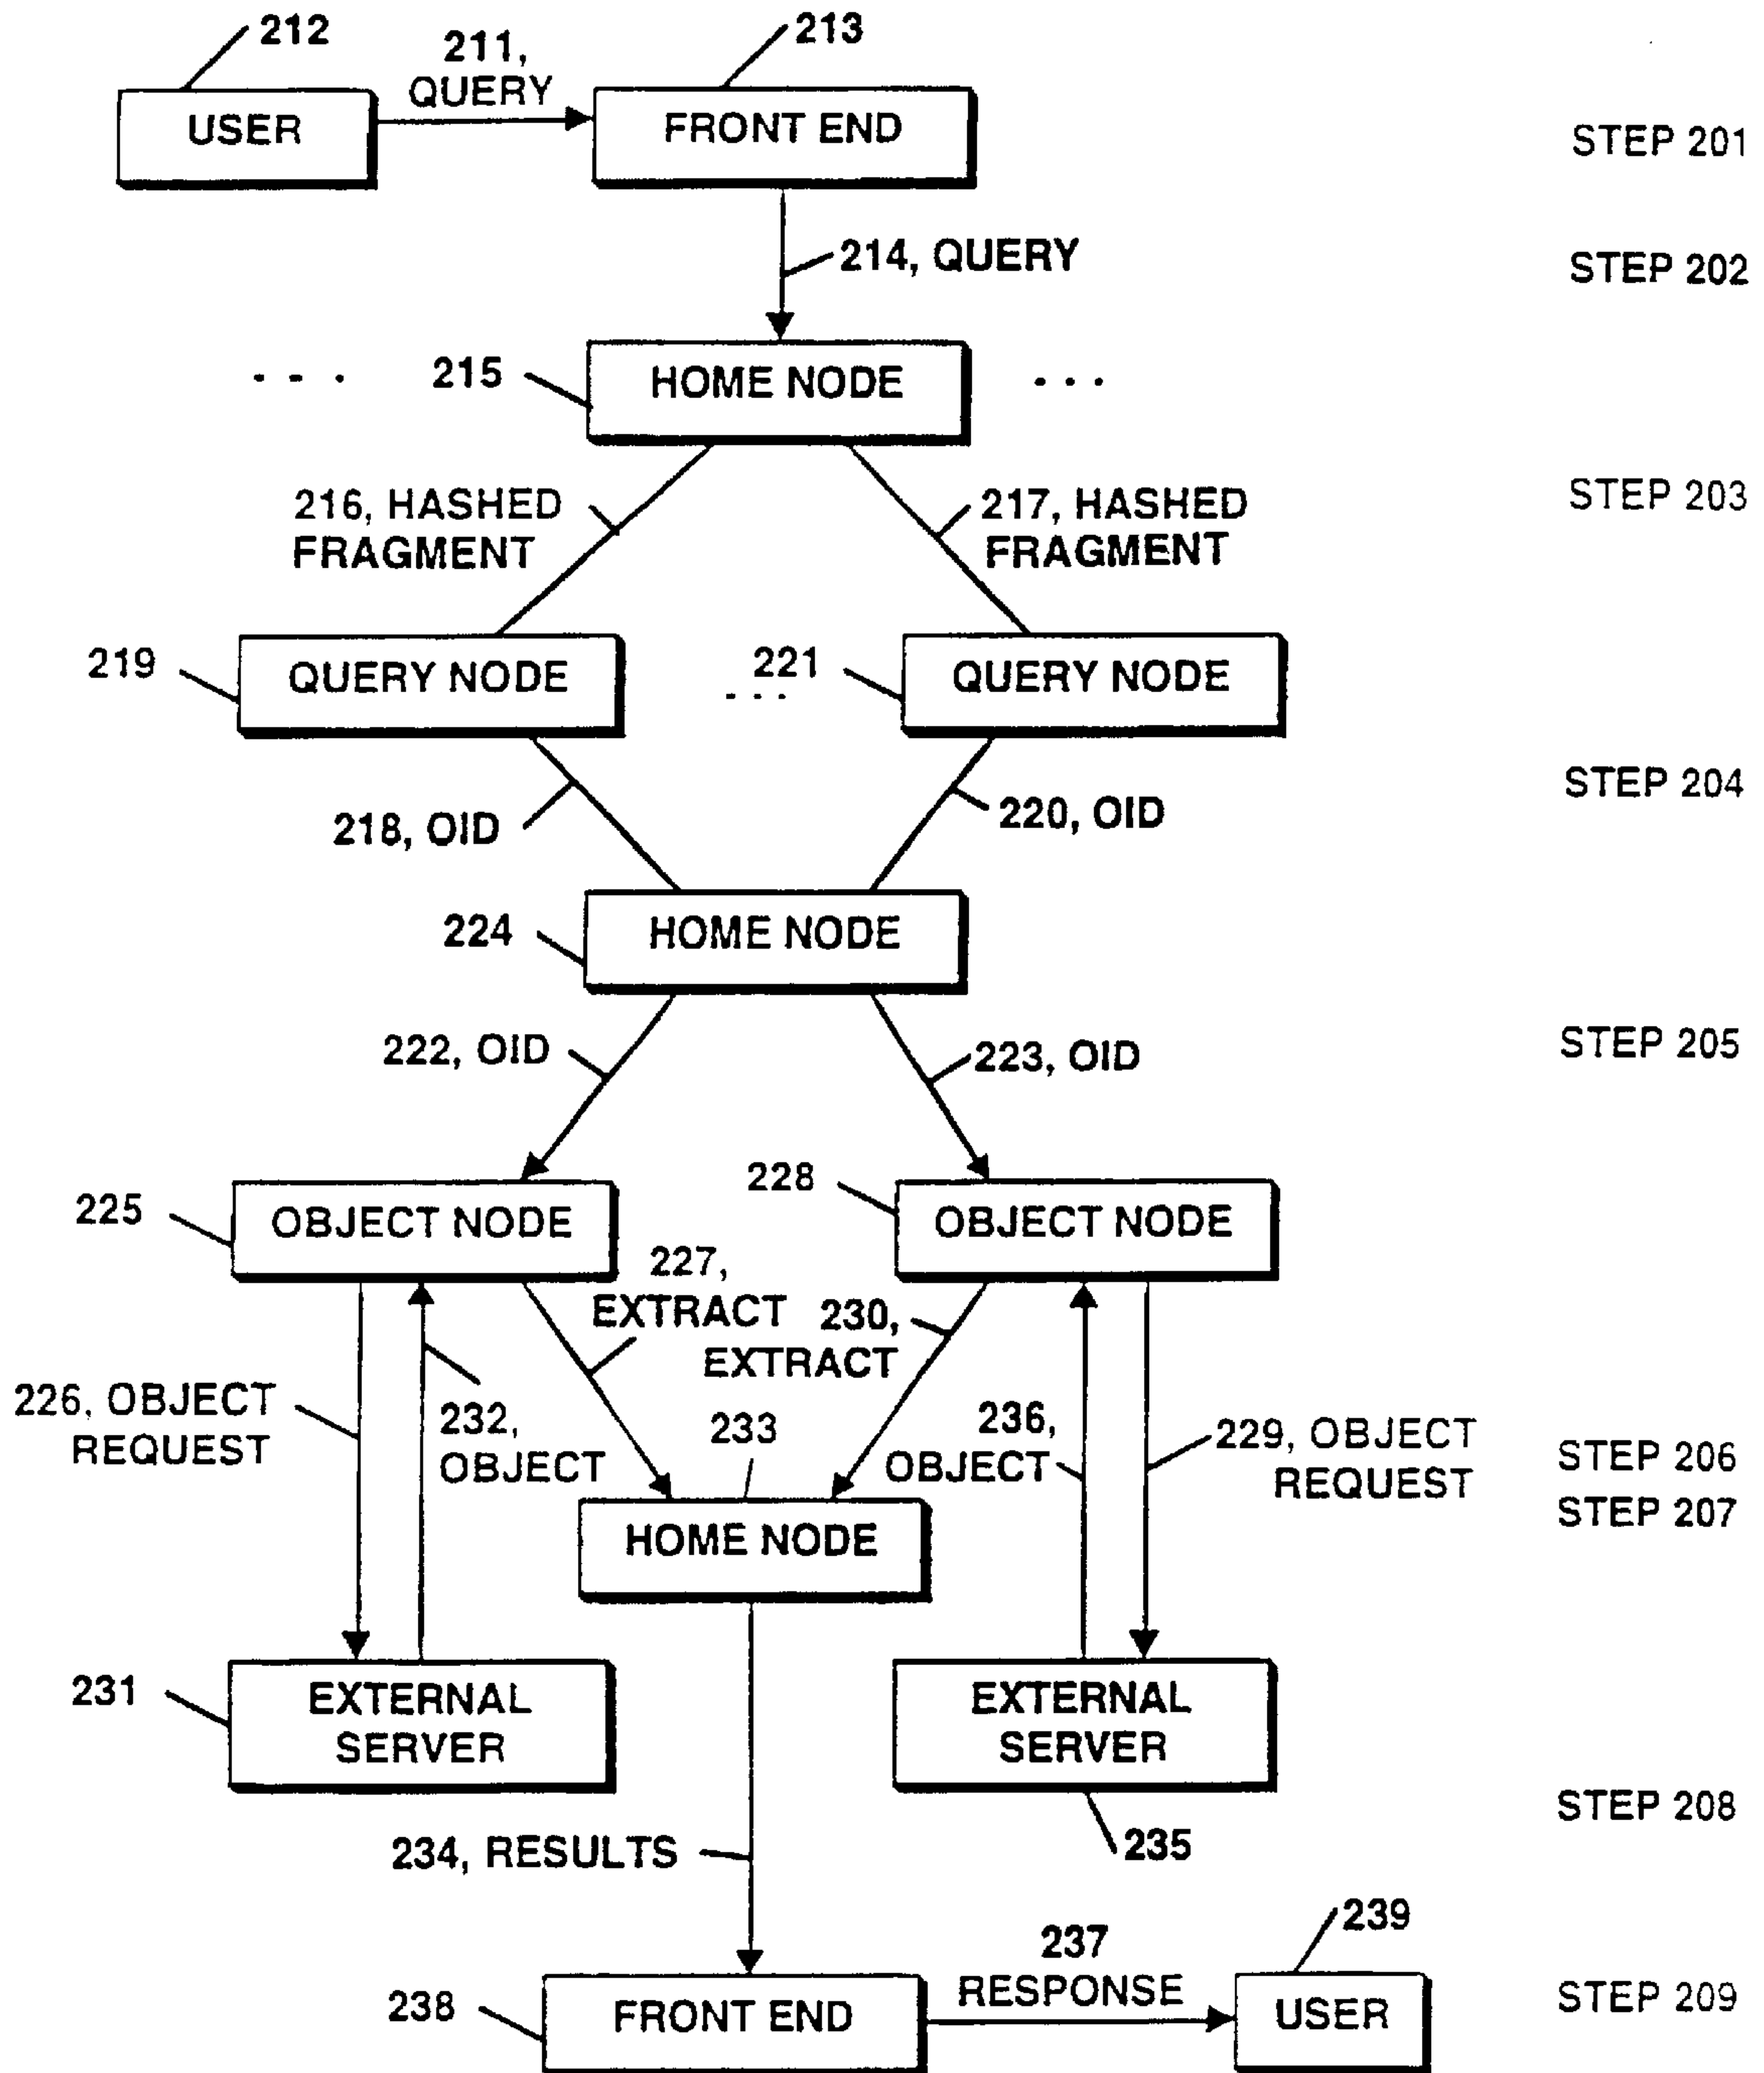 212
211,
QUERY
213
USER
FRONT END
STEP 201
214, QUERY
STEP 202
. . .
215
HOME NODE
. . .
216, HASHED
FRAGMENT
217, HASHED
FRAGMENT
STEP 203
219
QUERY NODE
. . .
221
QUERY NODE
218, OID
220, OID
STEP 204
224
HOME NODE
222, OID
223, OID
STEP 205
225
OBJECT NODE
228
OBJECT NODE
227,
EXTRACT
230,
EXTRACT
226, OBJECT
REQUEST
232,
OBJECT
233
236,
OBJECT
229, OBJECT
REQUEST
STEP 206
STEP 207
HOME NODE
231
EXTERNAL
SERVER
EXTERNAL
SERVER
STEP 208
234, RESULTS
235
239
238
FRONT END
237
RESPONSE
USER
STEP 209